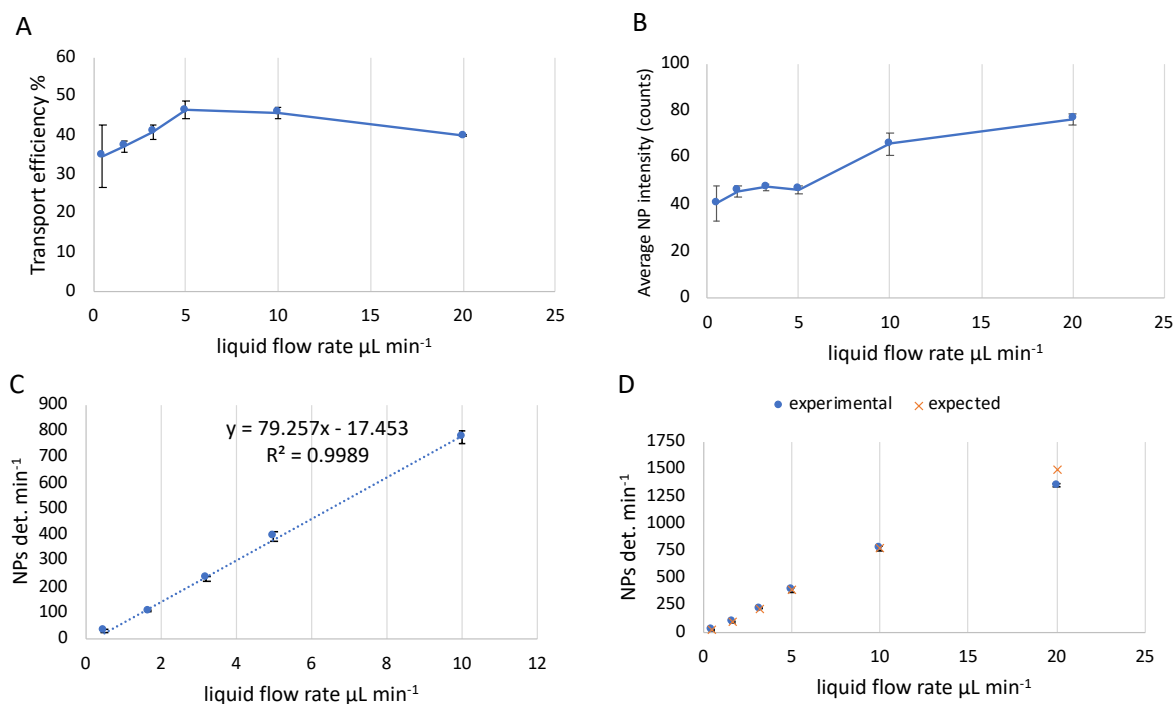 A
Transport efficiency %
60
50
40
30
20
10
0
0 5 10 15 20 25
liquid flow rate µL min⁻¹
B
Average NP intensity (counts)
100
80
60
40
20
0
0 5 10 15 20 25
liquid flow rate µL min⁻¹
C
NPs det. min⁻¹
900
800
700
600
500
400
300
200
100
0
y = 79.257x - 17.453
R² = 0.9989
0 2 4 6 8 10 12
liquid flow rate µL min⁻¹
D
experimental expected
NPs det. min⁻¹
1750
1500
1250
1000
750
500
250
0
0 5 10 15 20 25
liquid flow rate µL min⁻¹